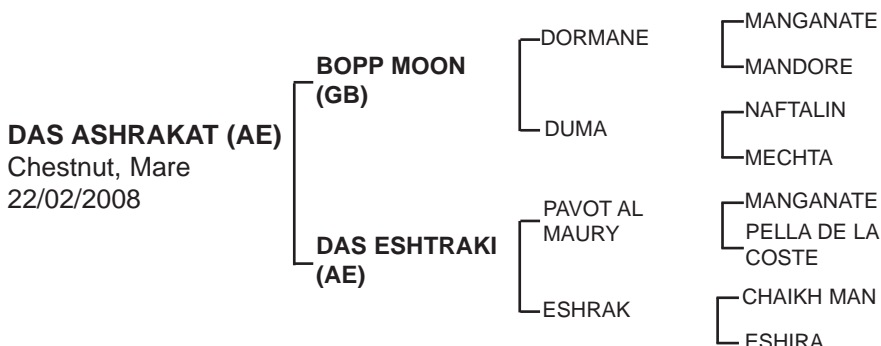 DAS ASHRAKAT (AE)
Chestnut, Mare
22/02/2008
BOPP MOON
(GB)
DAS ESHTRAKI
(AE)
DORMANE
DUMA
PAVOT AL
MAURY
ESHRAK
MANGANATE
MANDORE
NAFTALIN
MECHTA
MANGANATE
PELLA DE LA
COSTE
CHAIKH MAN
ESHIRA